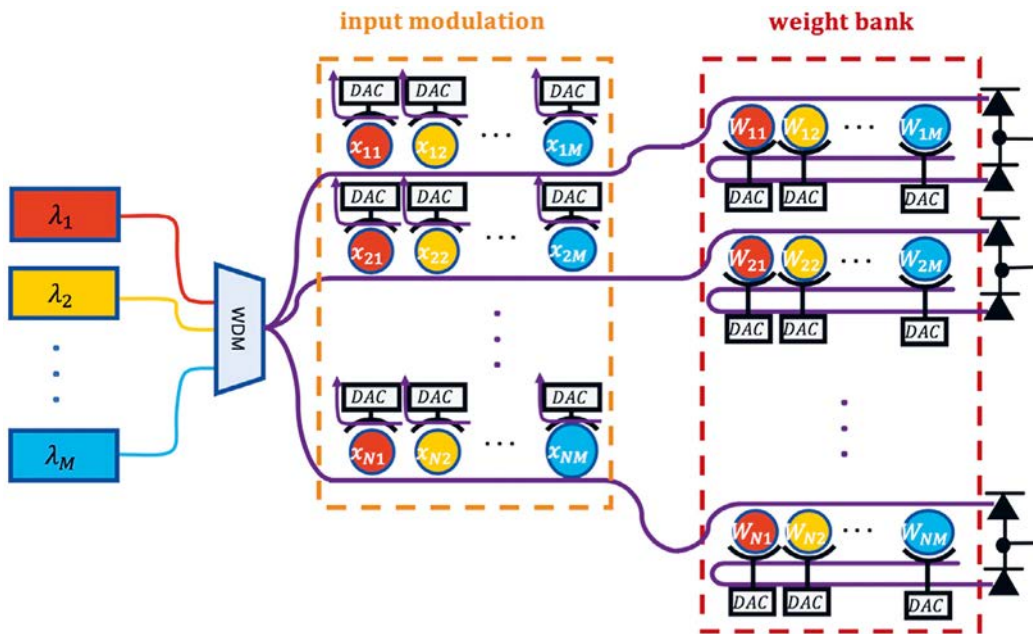 input modulation
weight bank
DAC DAC DAC
x₁₁ x₁₂ ... x₁M
W₁₁ W₁₂ ... W₁M
DAC DAC DAC
DAC DAC DAC
x₂₁ x₂₂ ... x₂M
W₂₁ W₂₂ ... W₂M
DAC DAC DAC
λ₁
λ₂
λM
WDM
DAC DAC DAC
xN1 xN2 ... xNM
WN1 WN2 ... WNM
DAC DAC DAC